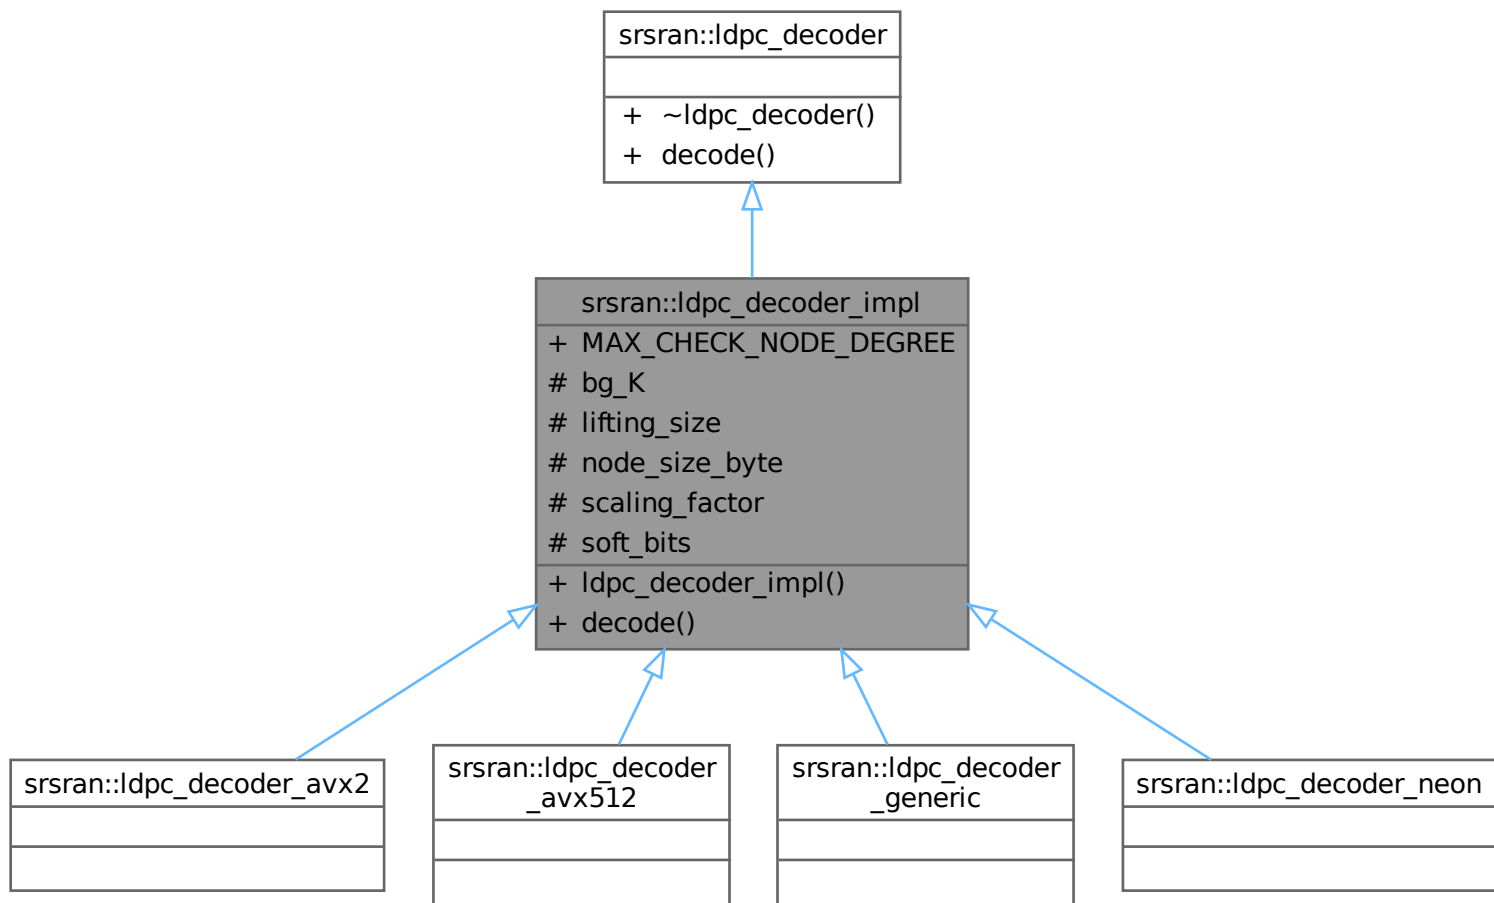 srsran::ldpc_decoder
+ ~ldpc_decoder()
+ decode()
srsran::ldpc_decoder_impl
+ MAX_CHECK_NODE_DEGREE
# bg_K
# lifting_size
# node_size_byte
# scaling_factor
# soft_bits
+ ldpc_decoder_impl()
+ decode()
srsran::ldpc_decoder_avx2
srsran::ldpc_decoder
_avx512
srsran::ldpc_decoder
_generic
srsran::ldpc_decoder_neon